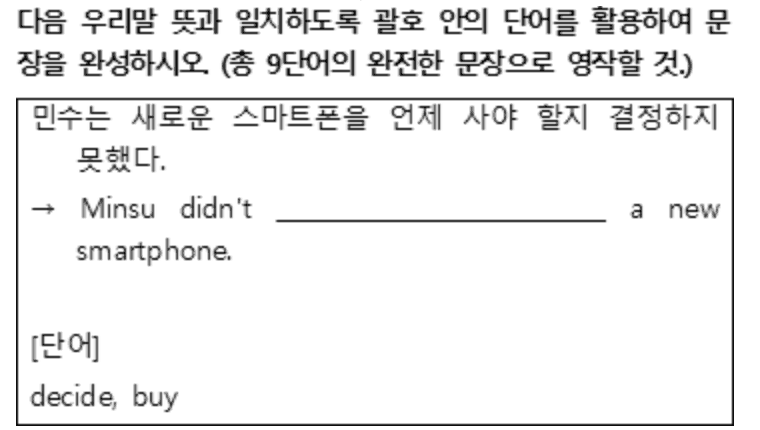 다음 우리말 뜻과 일치하도록 괄호 안의 단어를 활용하여 문
장을 완성하시오. (총 9단어의 완전한 문장으로 영작할 것.)
민수는 새로운 스마트폰을 언제 사야 할지 결정하지
못했다.
→ Minsu didn't ______________________ a new
smartphone.
[단어]
decide, buy